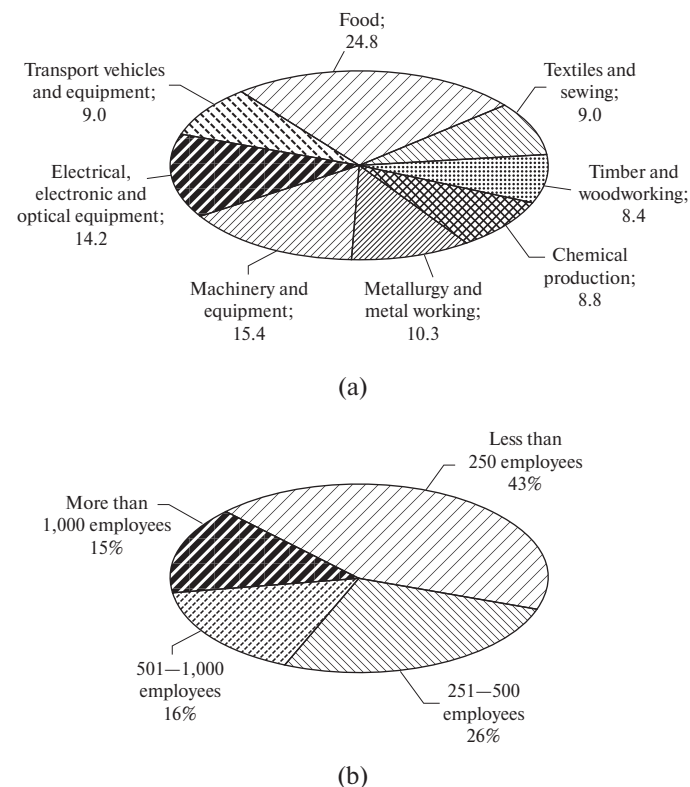 Food;
24.8
Transport vehicles
and equipment;
9.0
Textiles and
sewing;
9.0
Electrical,
electronic and
optical equipment;
14.2
Timber and
woodworking;
8.4
Chemical
production;
8.8
Machinery and
equipment;
15.4
Metallurgy and
metal working;
10.3
(a)
Less than
250 employees
43%
More than
1,000 employees
15%
501—1,000
employees
16%
251—500
employees
26%
(b)